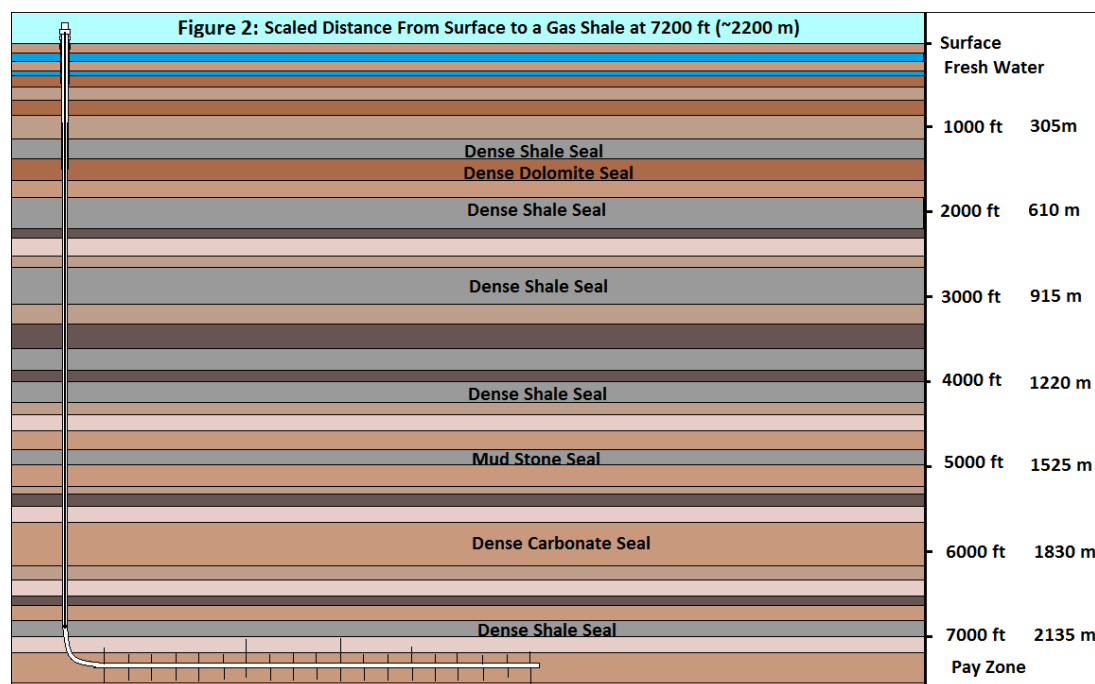 Figure 2: Scaled Distance From Surface to a Gas Shale at 7200 ft (~2200 m)
Surface
Fresh Water
1000 ft 305m
Dense Shale Seal
Dense Dolomite Seal
Dense Shale Seal
2000 ft 610 m
Dense Shale Seal
3000 ft 915 m
4000 ft 1220 m
Dense Shale Seal
Mud Stone Seal
5000 ft 1525 m
Dense Carbonate Seal
6000 ft 1830 m
Dense Shale Seal
7000 ft 2135 m
Pay Zone